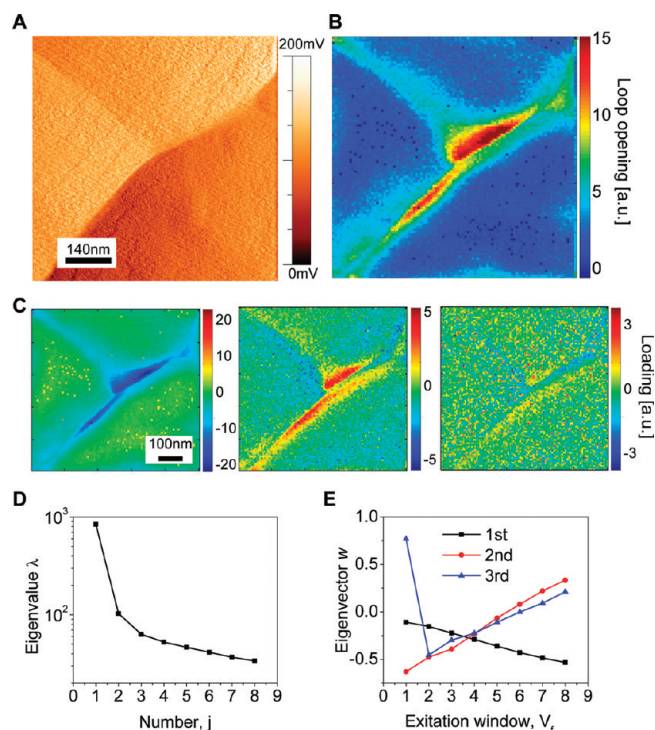 A
200mV
140nm
0mV
B
15
10
5
0
Loop opening [a.u.]
C
100nm
20
10
0
-10
-20
5
0
-5
3
0
-3
Loading [a.u.]
D
10³
10²
Eigenvalue λ
0 1 2 3 4 5 6 7 8 9
Number, j
E
1.0
0.5
0.0
-0.5
Eigenvector w
1st
2nd
3rd
0 1 2 3 4 5 6 7 8 9
Exitation window, Vf